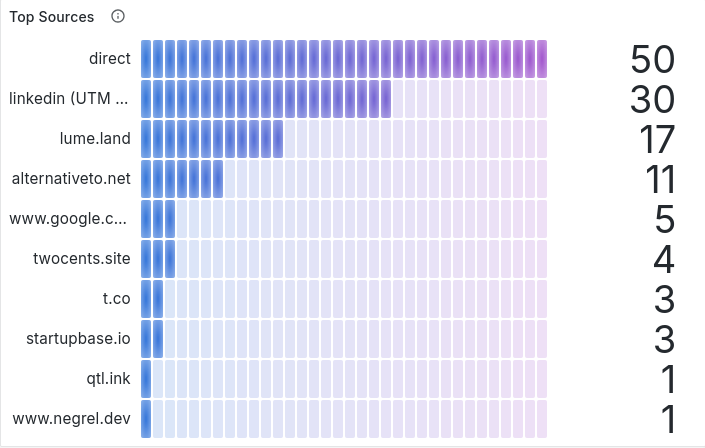 Top Sources
direct 50
linkedin (UTM ... 30
lume.land 17
alternativeto.net 11
www.google.c... 5
twocents.site 4
t.co 3
startupbase.io 3
qtl.ink 1
www.negrel.dev 1